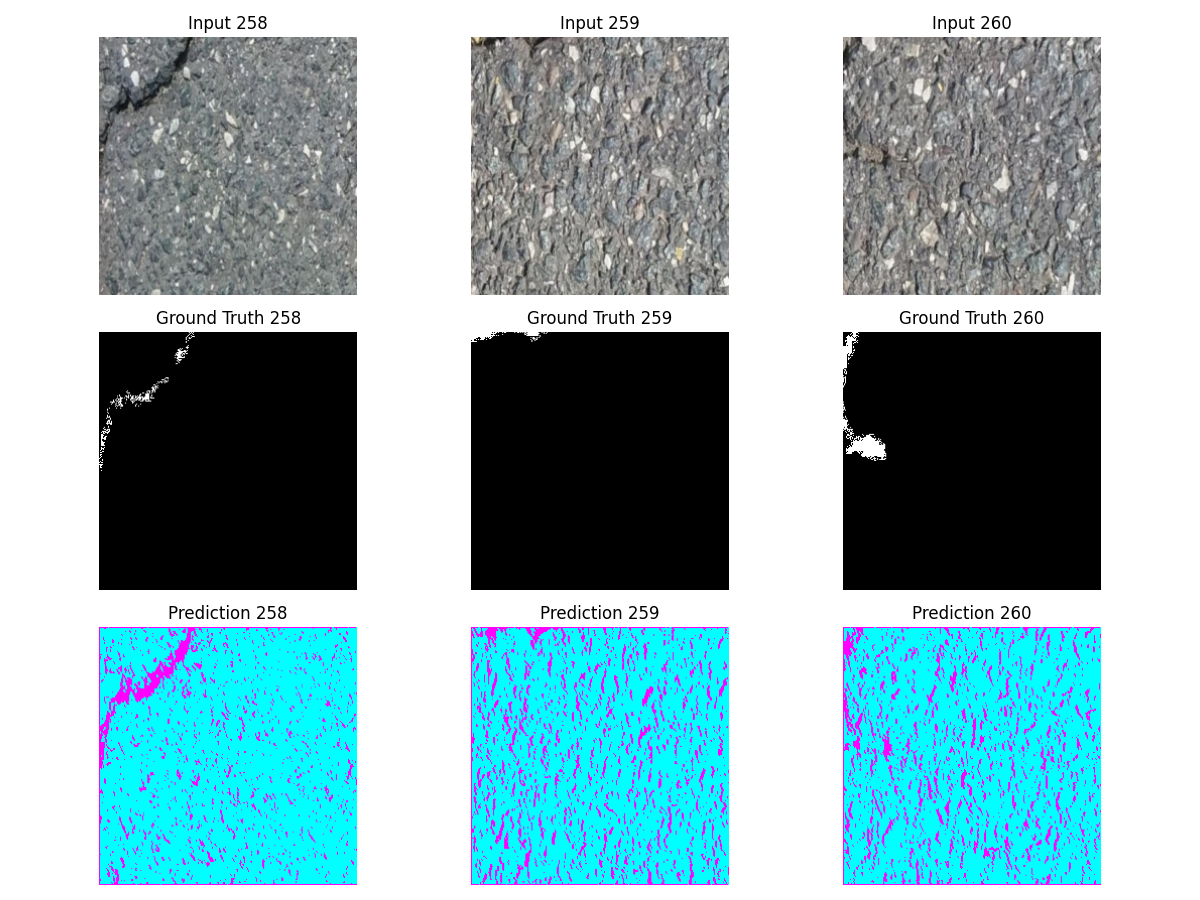 Input 258
Input 259
Input 260
Ground Truth 258
Ground Truth 259
Ground Truth 260
Prediction 258
Prediction 259
Prediction 260